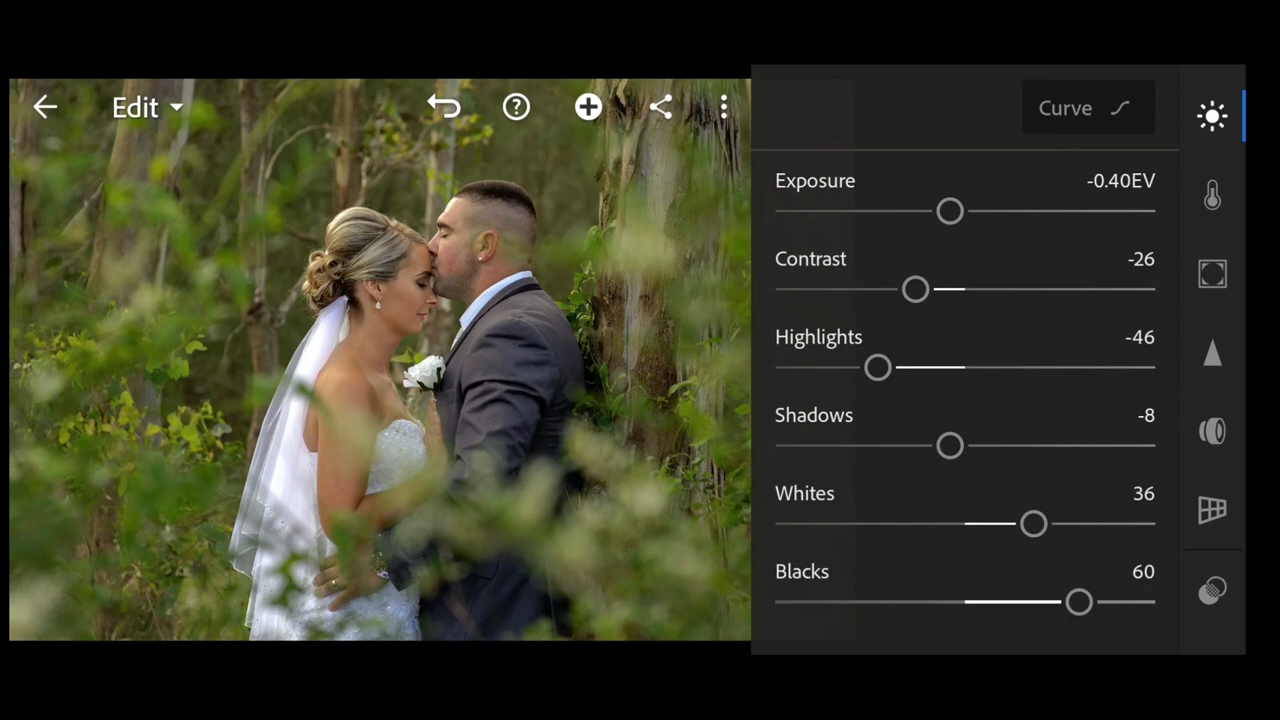 Edit
Curve
Exposure -0.40EV
Contrast -26
Highlights -46
Shadows -8
Whites 36
Blacks 60